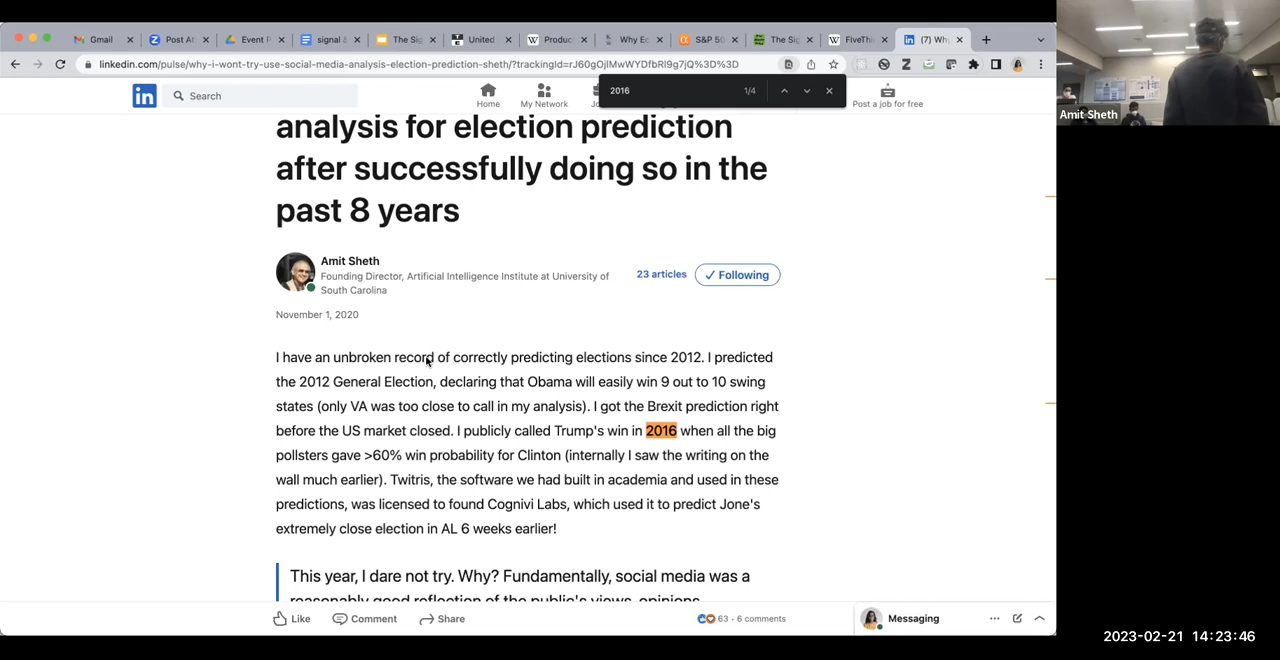 Gmail
Post Af
Event P
signal &
The Sig
United
Produc
Why Ec
S&P 50
The Sig
FiveThi
(7) Why
linkedin.com/pulse/why-i-wont-try-use-social-media-analysis-election-prediction-sheth/?trackingId=rJ60gOjlMwWYDfbRl9g7jQ%3D%3D
2016
1/4
Search
Home
My Network
Post a job for free
analysis for election prediction
after successfully doing so in the
past 8 years
Amit Sheth
Founding Director, Artificial Intelligence Institute at University of
South Carolina
23 articles
Following
November 1, 2020
I have an unbroken record of correctly predicting elections since 2012. I predicted
the 2012 General Election, declaring that Obama will easily win 9 out to 10 swing
states (only VA was too close to call in my analysis). I got the Brexit prediction right
before the US market closed. I publicly called Trump's win in 2016 when all the big
pollsters gave >60% win probability for Clinton (internally I saw the writing on the
wall much earlier). Twitris, the software we had built in academia and used in these
predictions, was licensed to found Cognivi Labs, which used it to predict Jone's
extremely close election in AL 6 weeks earlier!
This year, I dare not try. Why? Fundamentally, social media was a
reasonably good reflection of the public's views, opinions,
Like
Comment
Share
63 · 6 comments
Messaging
Amit Sheth
2023-02-21 14:23:46